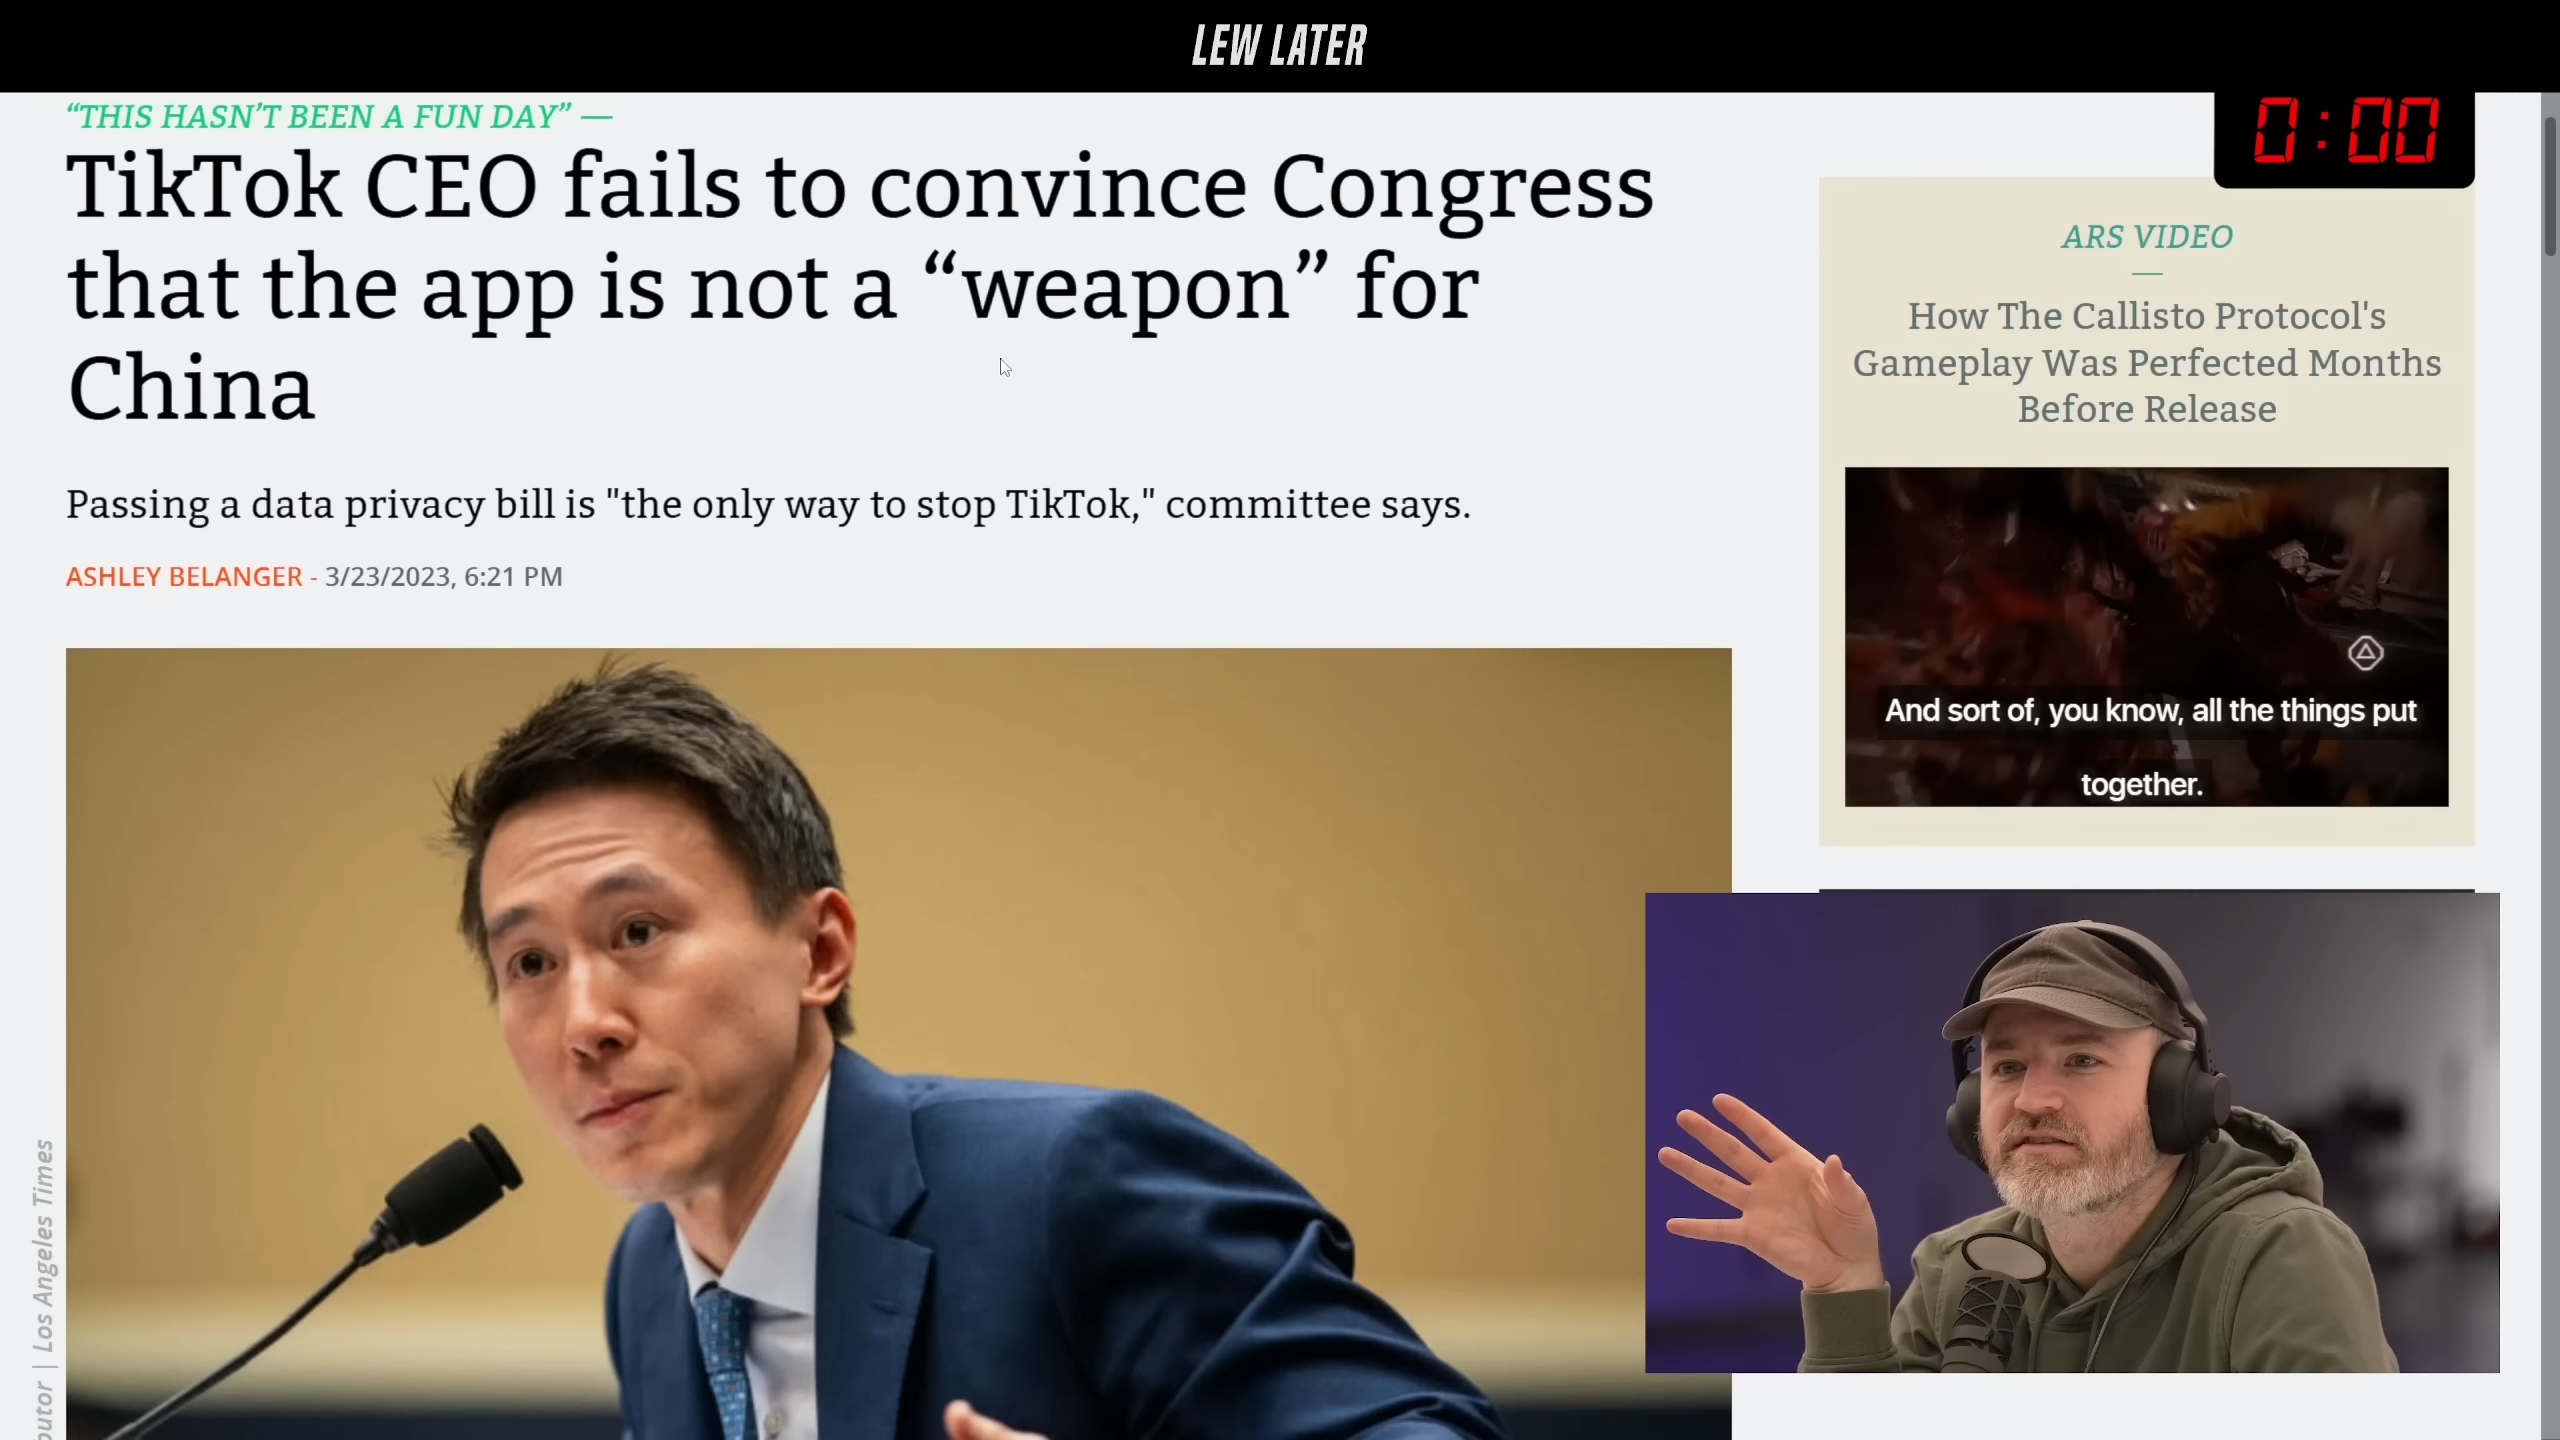 LEW LATER
0:00
“THIS HASN’T BEEN A FUN DAY” —
TikTok CEO fails to convince Congress
that the app is not a “weapon” for
China
Passing a data privacy bill is "the only way to stop TikTok," committee says.
ASHLEY BELANGER - 3/23/2023, 6:21 PM
ARS VIDEO
How The Callisto Protocol's
Gameplay Was Perfected Months
Before Release
And sort of, you know, all the things put
together.
| Los Angeles Times